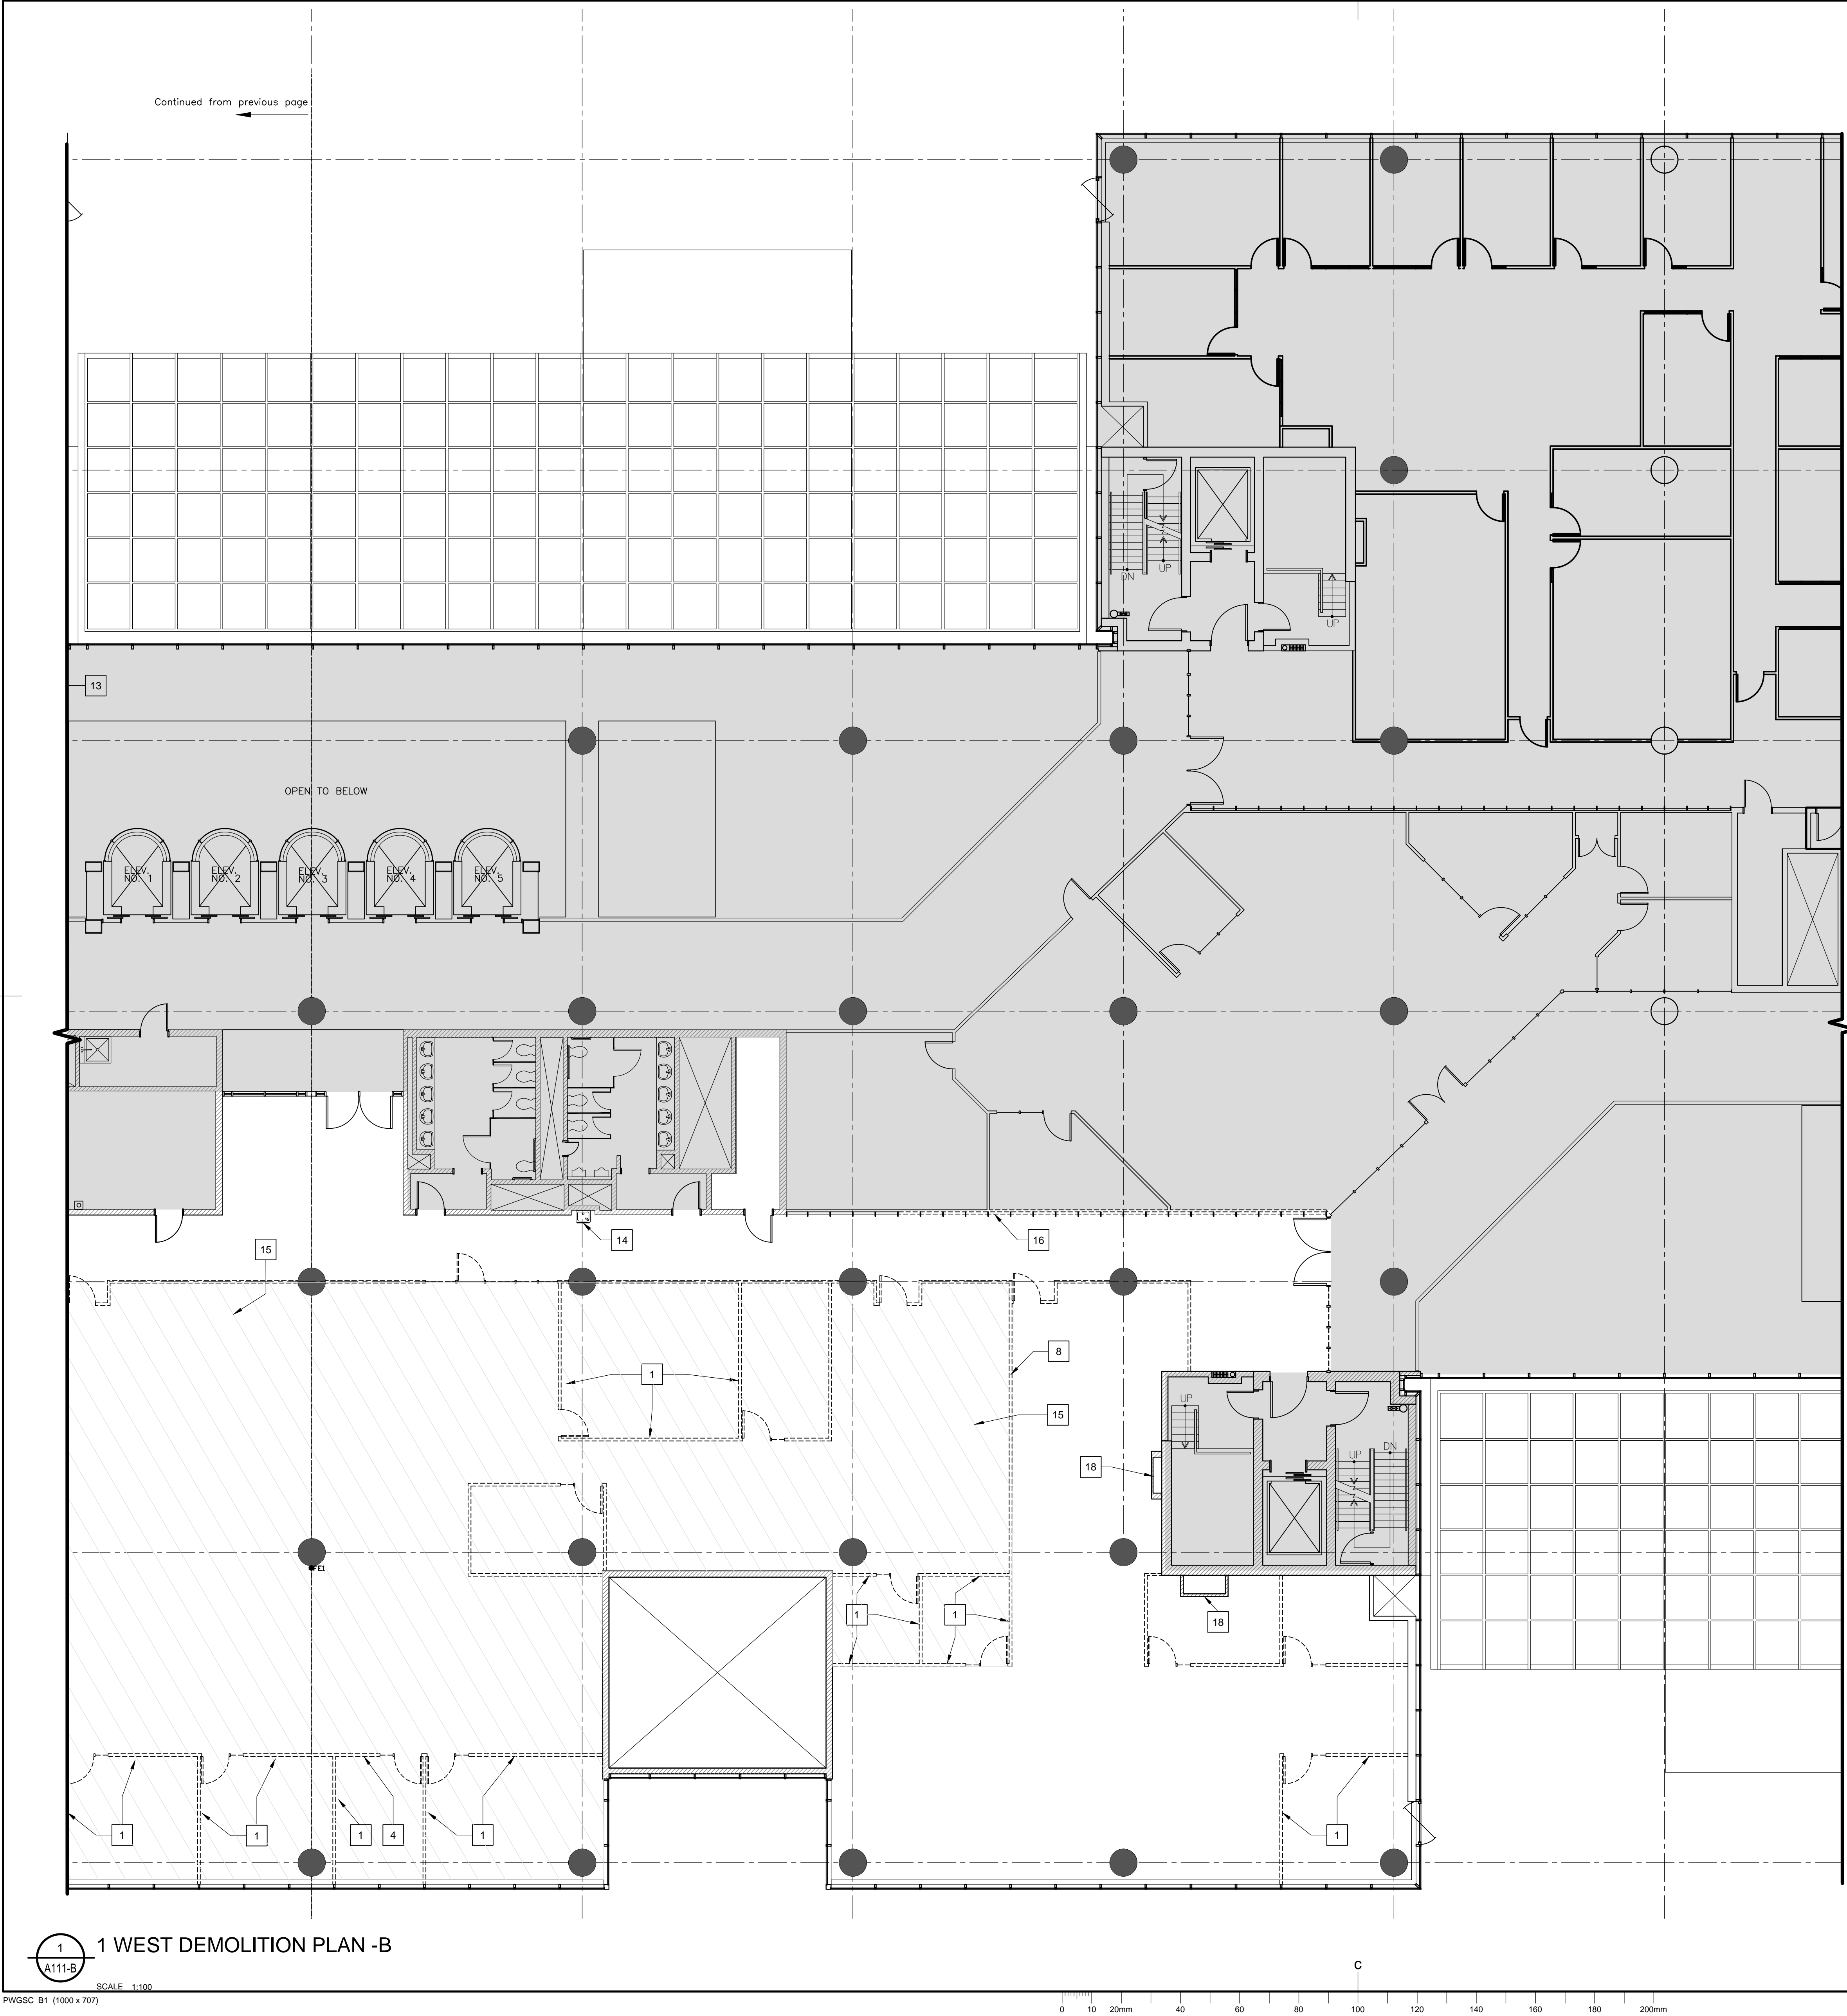 Continued from previous page
DN
UP
UP
13
OPEN TO BELOW
ELEV.
NO. 1
ELEV.
NO. 2
ELEV.
NO. 3
ELEV.
NO. 4
ELEV.
NO. 5
14
16
15
8
1
15
UP
UP
DN
18
FE1
1
1
18
1
1
1
4
1
1
1
A111-B
1 WEST DEMOLITION PLAN -B
SCALE 1:100
C
PWGSC B1 (1000 x 707)
0 10 20mm 40 60 80 100 120 140 160 180 200mm